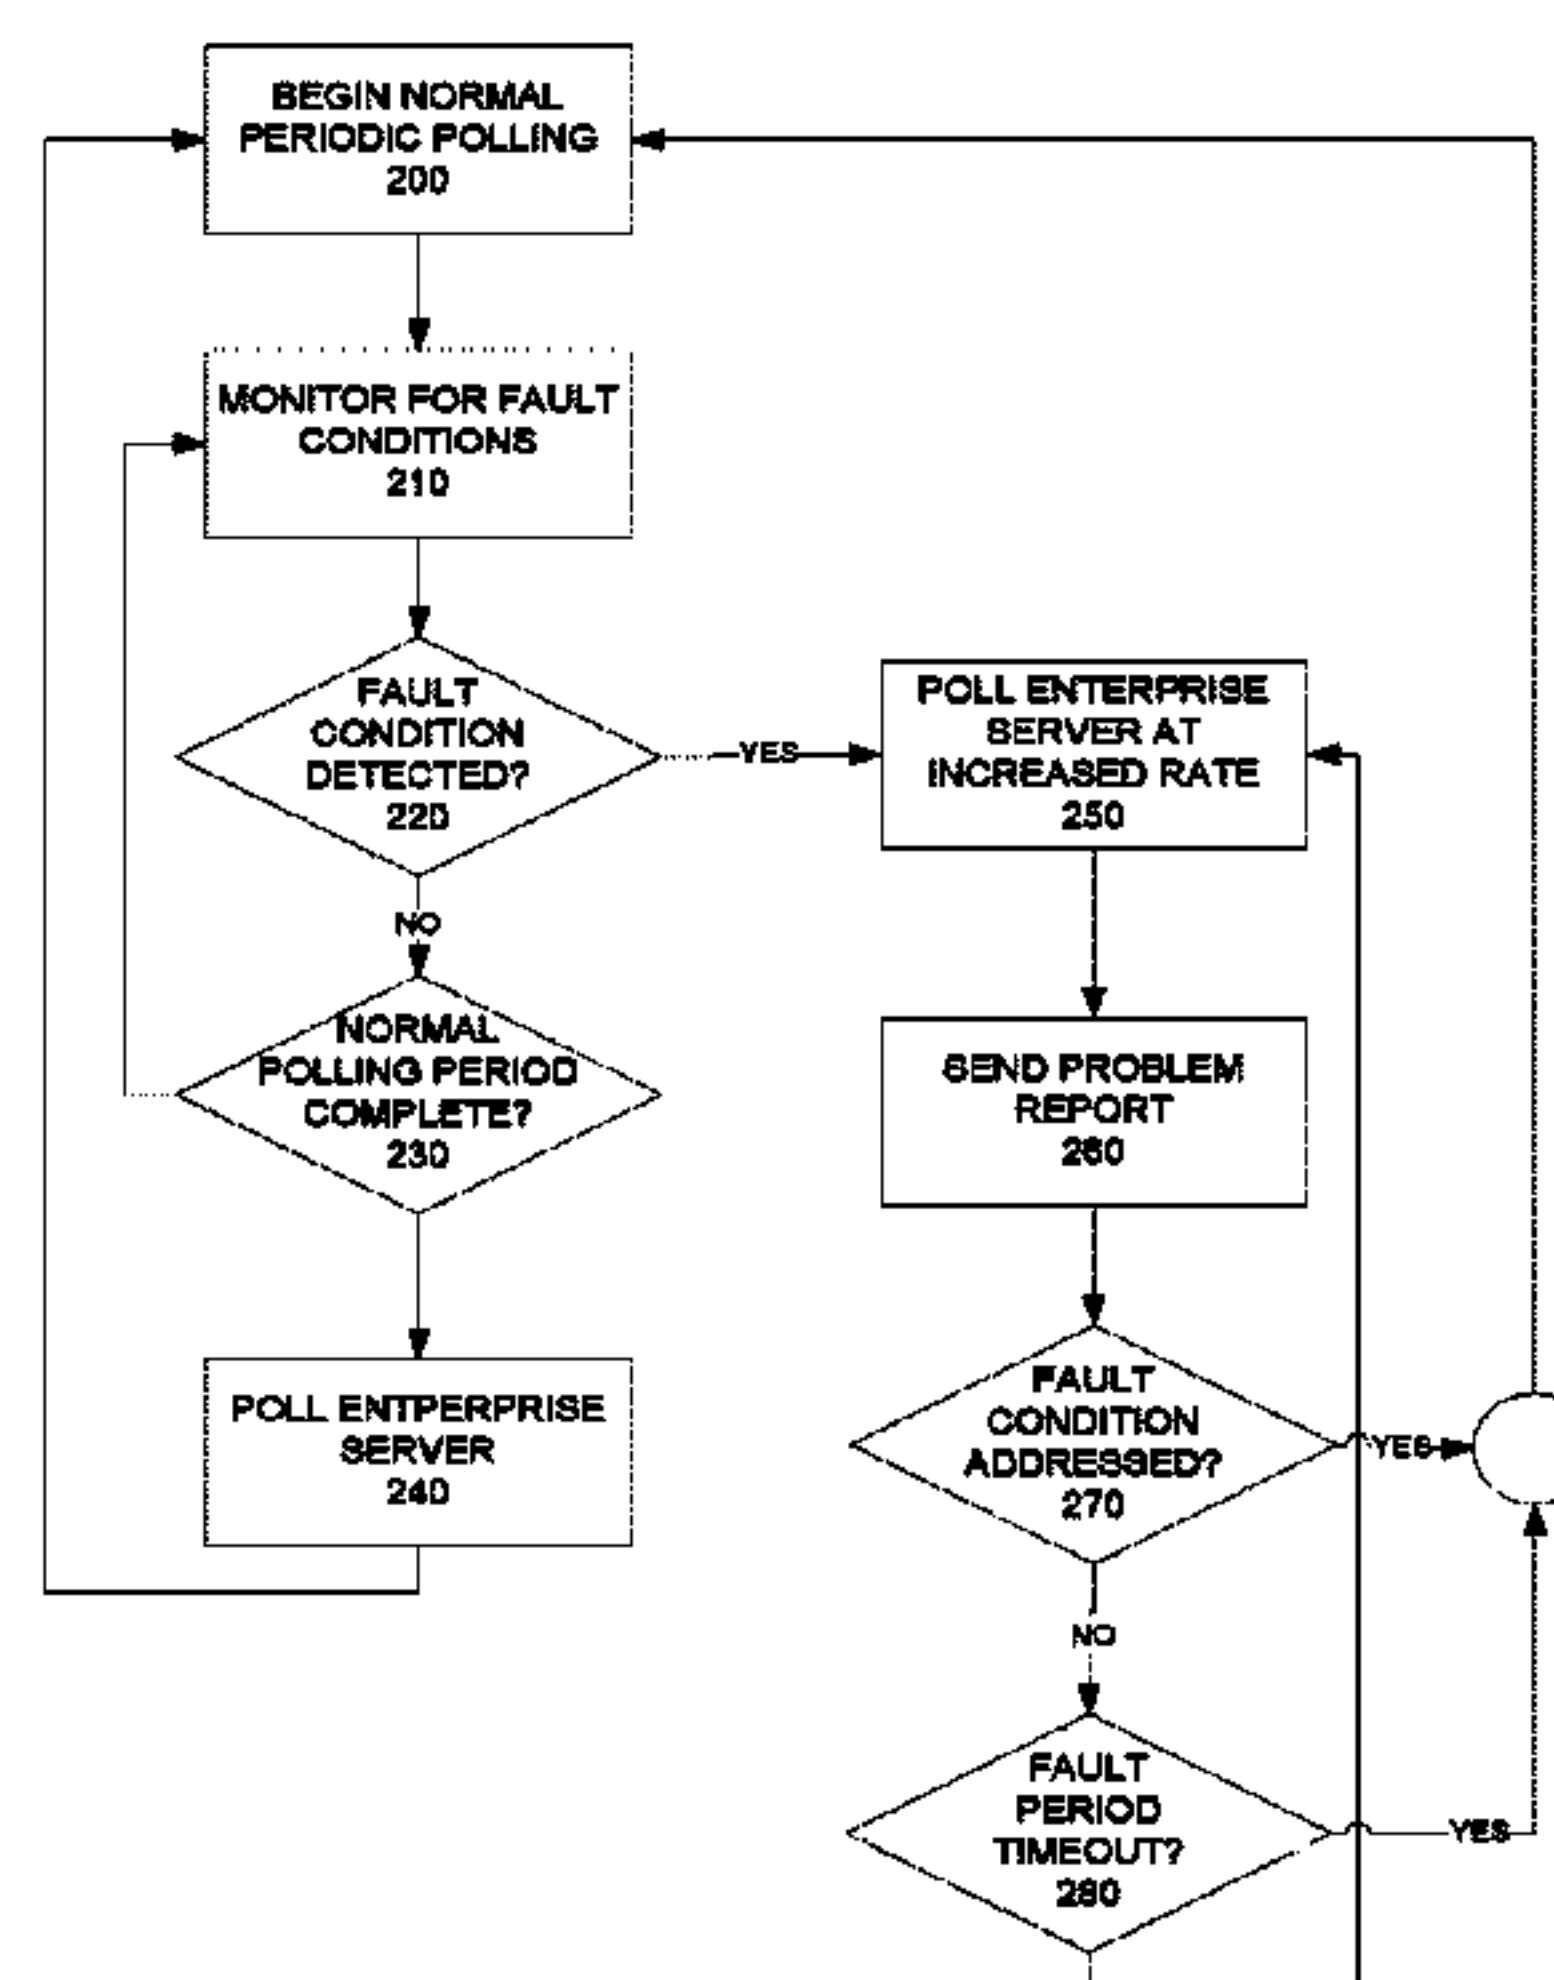 BEGIN NORMAL
PERIODIC POLLING
200
MONITOR FOR FAULT
CONDITIONS
210
FAULT
CONDITION
DETECTED?
220
YES
POLL ENTERPRISE
SERVER AT
INCREASED RATE
250
NO
NORMAL
POLLING PERIOD
COMPLETE?
230
SEND PROBLEM
REPORT
260
POLL ENTPERPRISE
SERVER
240
FAULT
CONDITION
ADDRESSED?
270
YES
NO
FAULT
PERIOD
TIMEOUT?
280
YES